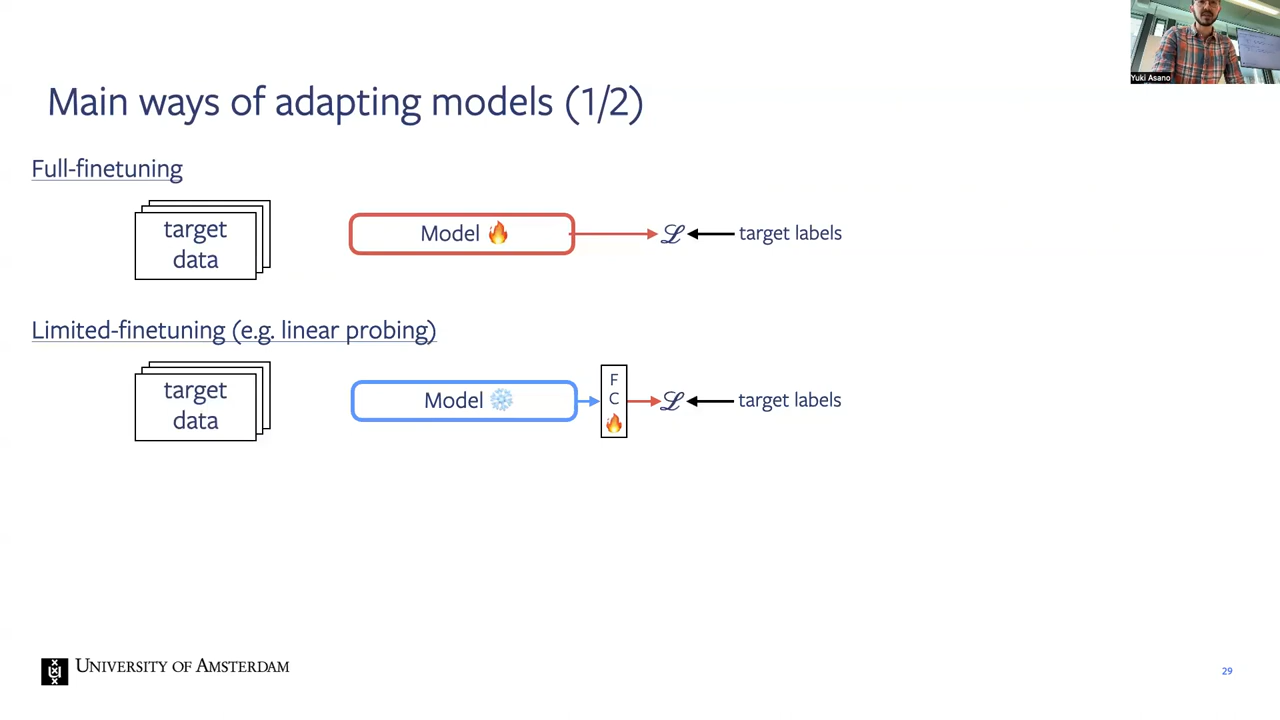 Yuki Asano
Main ways of adapting models (1/2)
Full-finetuning
target
data
Model 🔥
ℒ
target labels
Limited-finetuning (e.g. linear probing)
target
data
Model ❄️
F
C
🔥
ℒ
target labels
UNIVERSITY OF AMSTERDAM
29